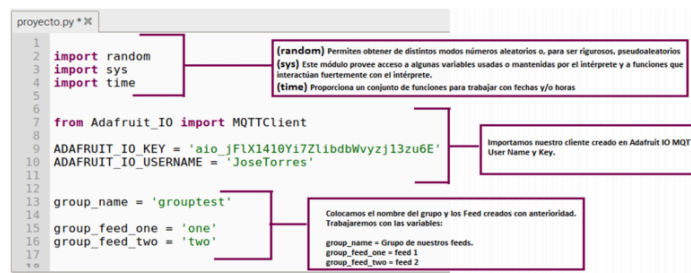 proyecto.py *
1
2 import random
3 import sys
4 import time
5
6
7 from Adafruit_IO import MQTTClient
8
9 ADAFRUIT_IO_KEY = 'aio_jFlX1410Yi7ZlibdbWvyzj13zu6E'
10 ADAFRUIT_IO_USERNAME = 'JoseTorres'
11
12
13 group_name = 'grouptest'
14
15 group_feed_one = 'one'
16 group_feed_two = 'two'
17
18
(random) Permiten obtener de distintos modos números aleatorios o, para ser rigurosos, pseudoaleatorios
(sys) Este módulo provee acceso a algunas variables usadas o mantenidas por el intérprete y a funciones que
interactúan fuertemente con el intérprete.
(time) Proporciona un conjunto de funciones para trabajar con fechas y/o horas
Importamos nuestro cliente creado en Adafruit IO MQTT
User Name y Key.
Colocamos el nombre del grupo y los Feed creados con anterioridad.
Trabajaremos con las variables:
group_name = Grupo de nuestros feeds.
group_feed_one = feed 1
group_feed_two = feed 2